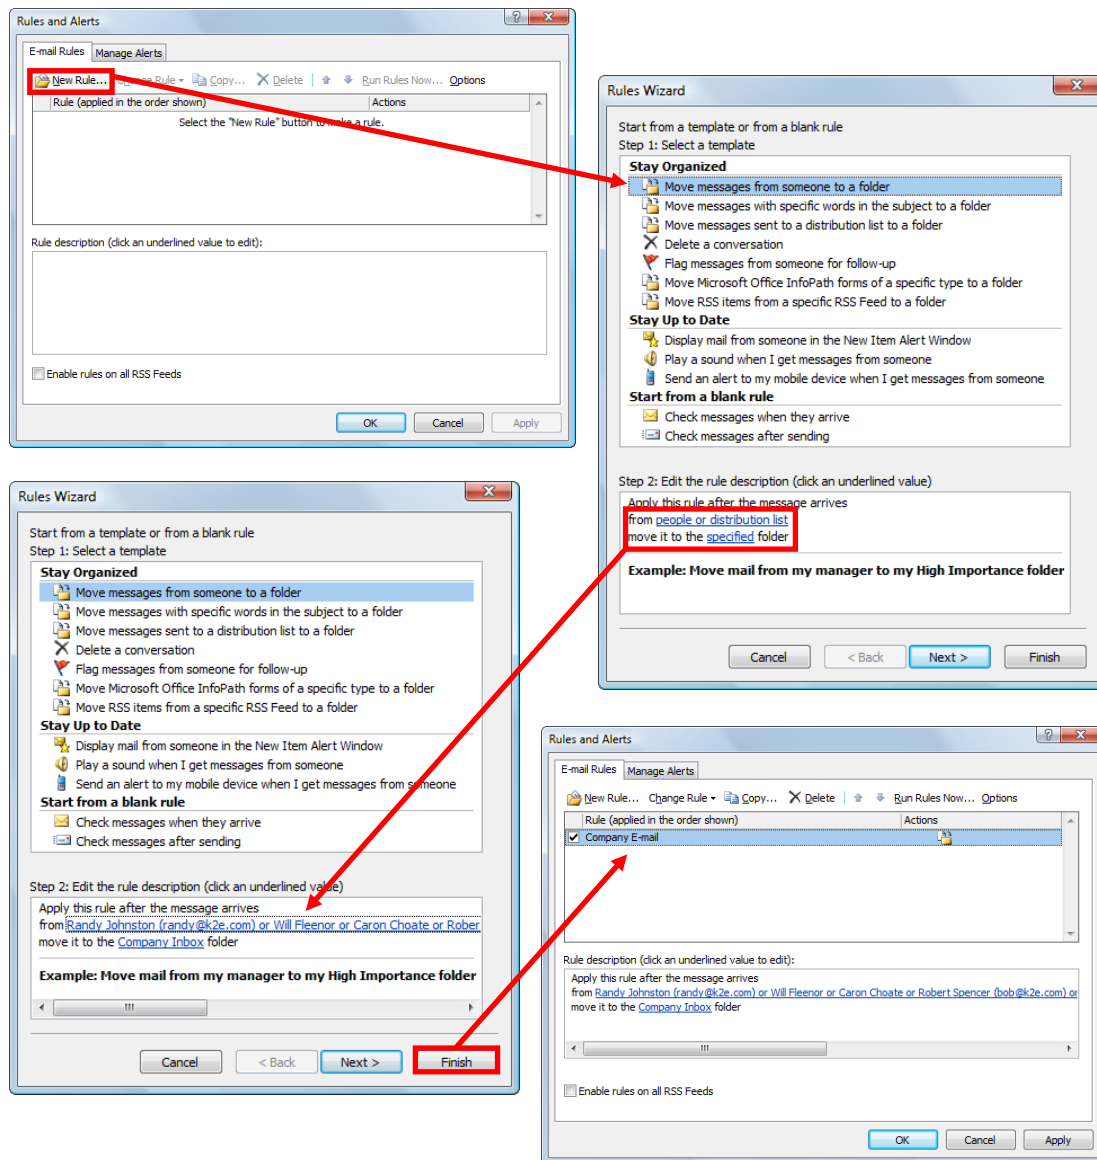 Rules and Alerts
E-mail Rules Manage Alerts
New Rule... Change Rule Copy... Delete Run Rules Now... Options
Rule (applied in the order shown) Actions
Select the "New Rule" button to make a rule.
Rule description (click an underlined value to edit):
Enable rules on all RSS Feeds
OK Cancel Apply
Rules Wizard
Start from a template or from a blank rule
Step 1: Select a template
Stay Organized
Move messages from someone to a folder
Move messages with specific words in the subject to a folder
Move messages sent to a distribution list to a folder
Delete a conversation
Flag messages from someone for follow-up
Move Microsoft Office InfoPath forms of a specific type to a folder
Move RSS items from a specific RSS Feed to a folder
Stay Up to Date
Display mail from someone in the New Item Alert Window
Play a sound when I get messages from someone
Send an alert to my mobile device when I get messages from someone
Start from a blank rule
Check messages when they arrive
Check messages after sending
Step 2: Edit the rule description (click an underlined value)
Apply this rule after the message arrives
from people or distribution list
move it to the specified folder
Example: Move mail from my manager to my High Importance folder
Cancel < Back Next > Finish
Rules Wizard
Start from a template or from a blank rule
Step 1: Select a template
Stay Organized
Move messages from someone to a folder
Move messages with specific words in the subject to a folder
Move messages sent to a distribution list to a folder
Delete a conversation
Flag messages from someone for follow-up
Move Microsoft Office InfoPath forms of a specific type to a folder
Move RSS items from a specific RSS Feed to a folder
Stay Up to Date
Display mail from someone in the New Item Alert Window
Play a sound when I get messages from someone
Send an alert to my mobile device when I get messages from someone
Start from a blank rule
Check messages when they arrive
Check messages after sending
Step 2: Edit the rule description (click an underlined value)
Apply this rule after the message arrives
from Randy Johnston (randy@k2e.com) or Will Fleenor or Caron Choate or Rober
move it to the Company Inbox folder
Example: Move mail from my manager to my High Importance folder
Cancel < Back Next > Finish
Rules and Alerts
E-mail Rules Manage Alerts
New Rule... Change Rule Copy... Delete Run Rules Now... Options
Rule (applied in the order shown) Actions
Company E-mail
Rule description (click an underlined value to edit):
Apply this rule after the message arrives
from Randy Johnston (randy@k2e.com) or Will Fleenor or Caron Choate or Robert Spencer (bob@k2e.com) or
move it to the Company Inbox folder
Enable rules on all RSS Feeds
OK Cancel Apply